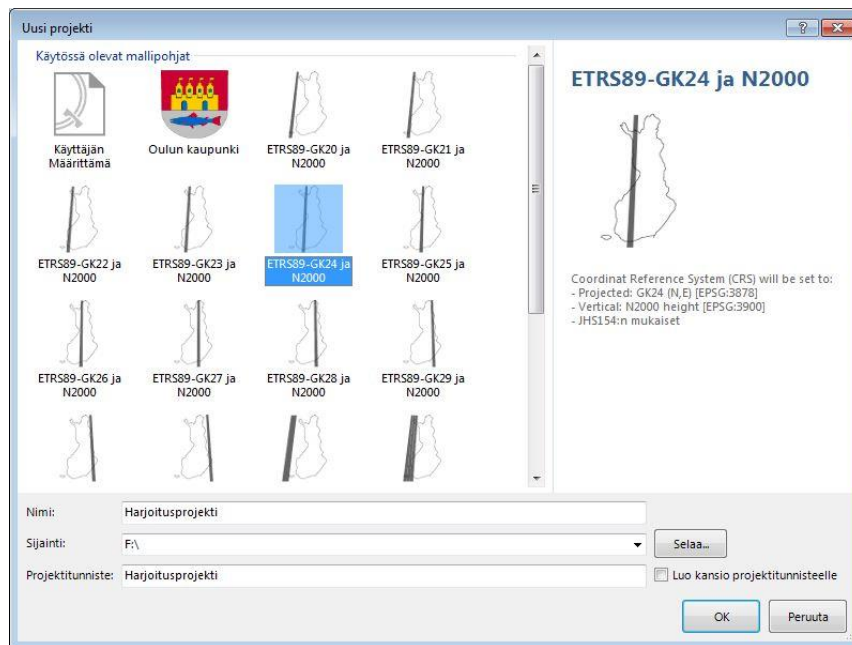 Uusi projekti
Käytössä olevat mallipohjat
Käyttäjän
Määrittämä
Oulun kaupunki
ETRS89-GK20 ja
N2000
ETRS89-GK21 ja
N2000
ETRS89-GK22 ja
N2000
ETRS89-GK23 ja
N2000
ETRS89-GK24 ja
N2000
ETRS89-GK25 ja
N2000
ETRS89-GK26 ja
N2000
ETRS89-GK27 ja
N2000
ETRS89-GK28 ja
N2000
ETRS89-GK29 ja
N2000
ETRS89-GK24 ja N2000
Coordinat Reference System (CRS) will be set to:
- Projected: GK24 (N,E) [EPSG:3878]
- Vertical: N2000 height [EPSG:3900]
- JHS154:n mukaiset
Nimi: Harjoitusprojekti
Sijainti: F:\ Selaa...
Projektitunniste: Harjoitusprojekti Luo kansio projektitunnisteelle
OK Peruuta